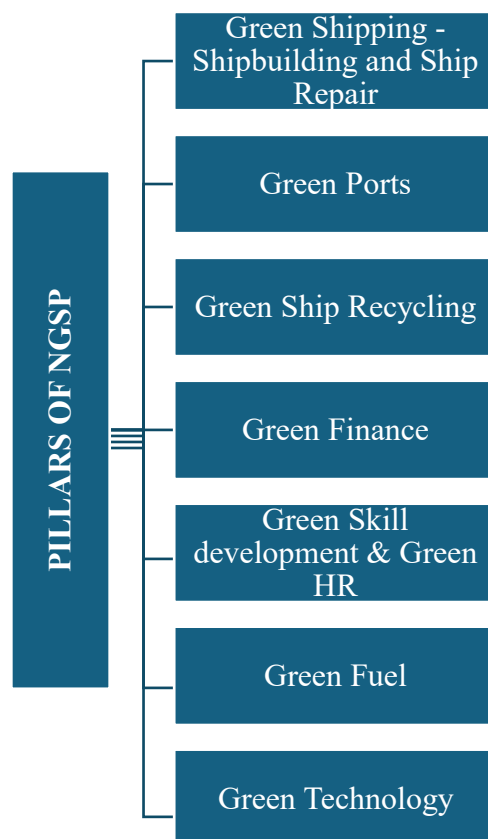 PILLARS OF NGSP
Green Shipping -
Shipbuilding and Ship
Repair
Green Ports
Green Ship Recycling
Green Finance
Green Skill
development & Green
HR
Green Fuel
Green Technology